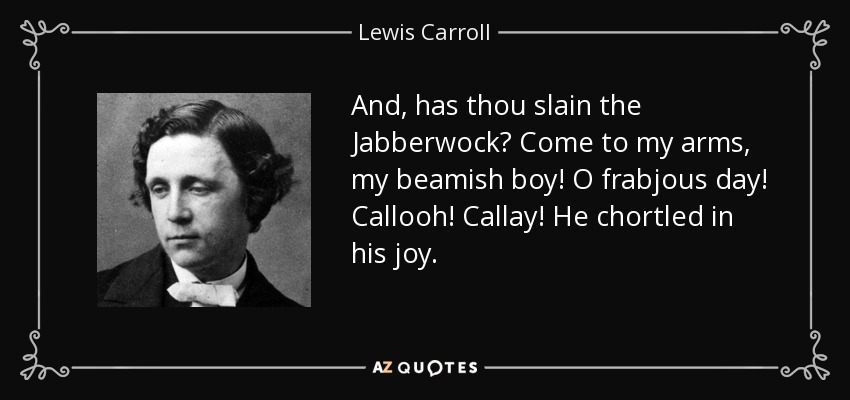 Lewis Carroll
And, has thou slain the
Jabberwock? Come to my arms,
my beamish boy! O frabjous day!
Callooh! Callay! He chortled in
his joy.
AZ QUOTES